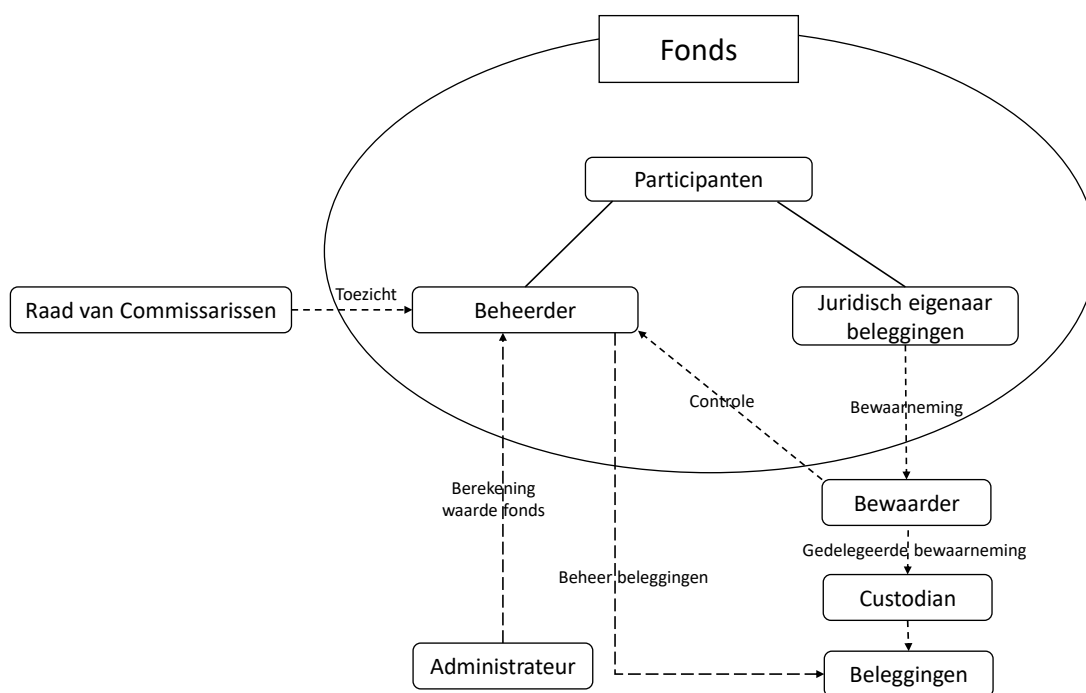 Fonds
Participanten
Toezicht
Raad van Commissarissen
Beheerder
Juridisch eigenaar
beleggingen
Controle
Bewaarneming
Berekening
waarde fonds
Bewaarder
Gedelegeerde bewaarneming
Beheer beleggingen
Custodian
Administrateur
Beleggingen